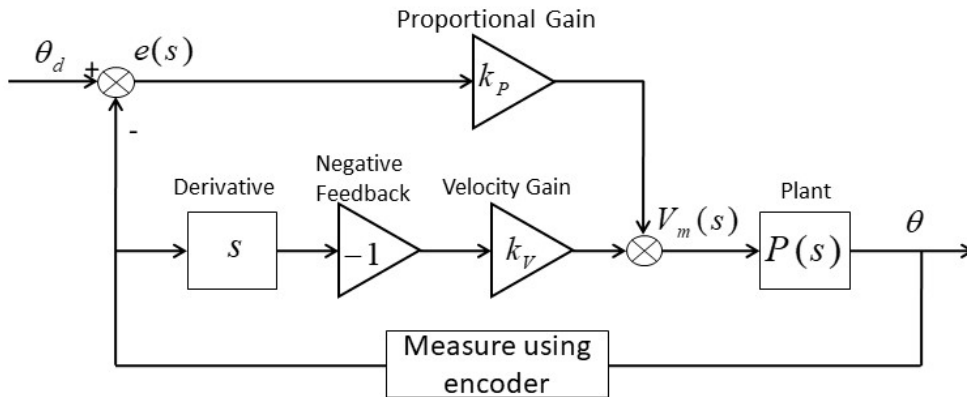 Proportional Gain
θ_d
+
e(s)
k_P
-
Derivative
Negative
Feedback
Velocity Gain
V_m(s)
Plant
θ
s
−1
k_V
P(s)
Measure using
encoder